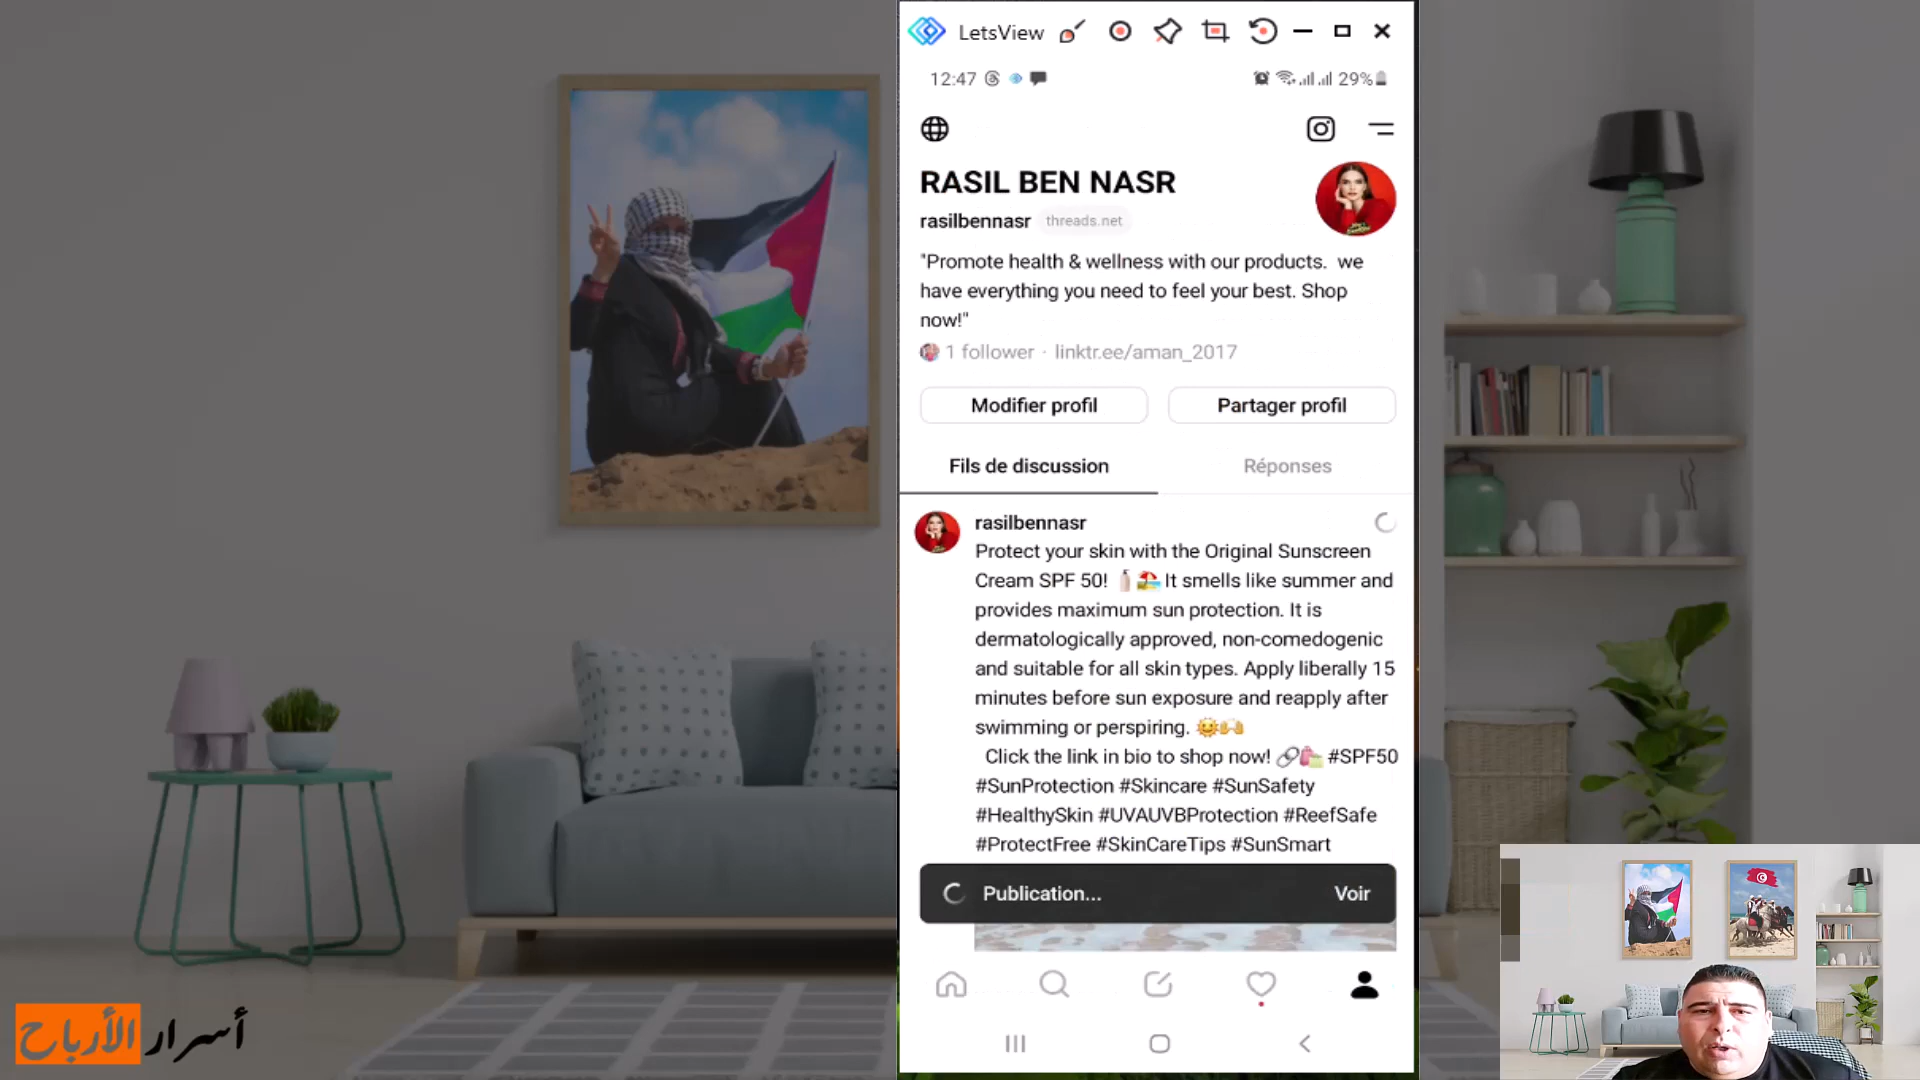 LetsView
12:47
29%
RASIL BEN NASR
rasilbennasr threads.net
"Promote health & wellness with our products.  we
have everything you need to feel your best. Shop
now!"
1 follower · linktr.ee/aman_2017
Modifier profil
Partager profil
Fils de discussion
Réponses
rasilbennasr
Protect your skin with the Original Sunscreen
Cream SPF 50! 🧴🏖️ It smells like summer and
provides maximum sun protection. It is
dermatologically approved, non-comedogenic
and suitable for all skin types. Apply liberally 15
minutes before sun exposure and reapply after
swimming or perspiring. 🌞🙌
Click the link in bio to shop now! 🔗🛍️ #SPF50
#SunProtection #Skincare #SunSafety
#HealthySkin #UVAUVBProtection #ReefSafe
#ProtectFree #SkinCareTips #SunSmart
Publication...
Voir
أسرار الأرباح